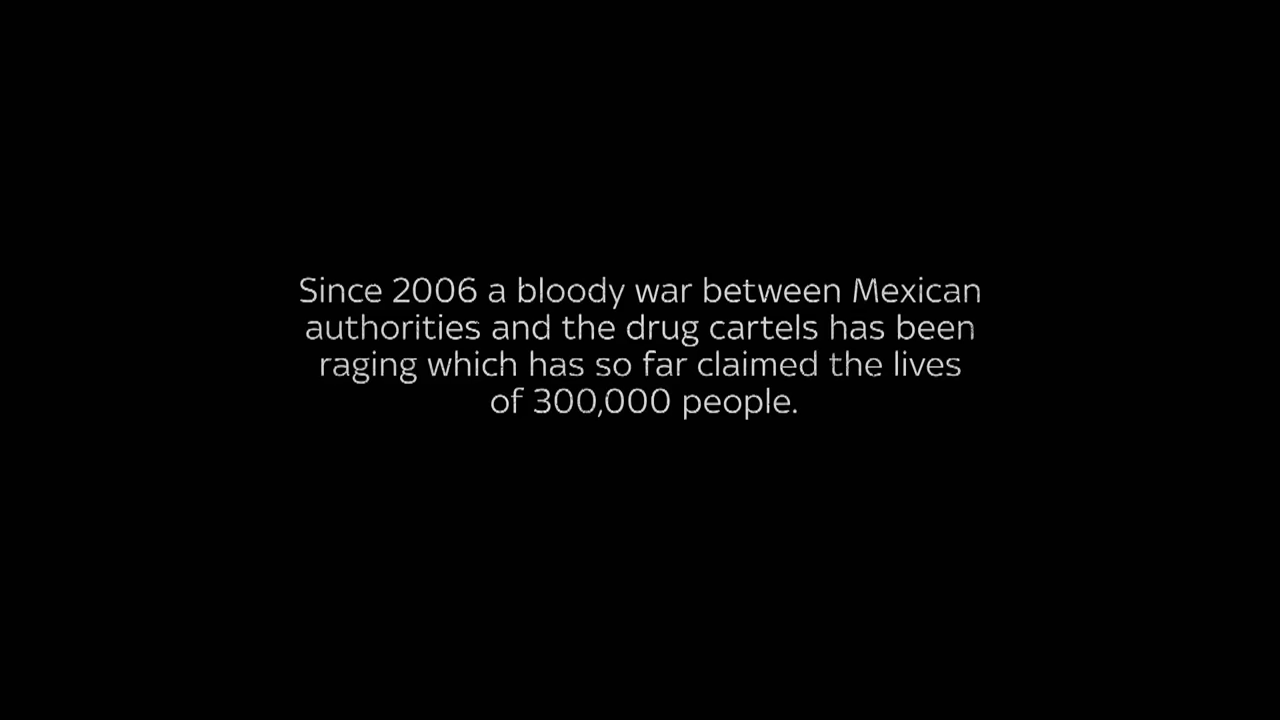 Since 2006 a bloody war between Mexican
authorities and the drug cartels has been
raging which has so far claimed the lives
of 300,000 people.